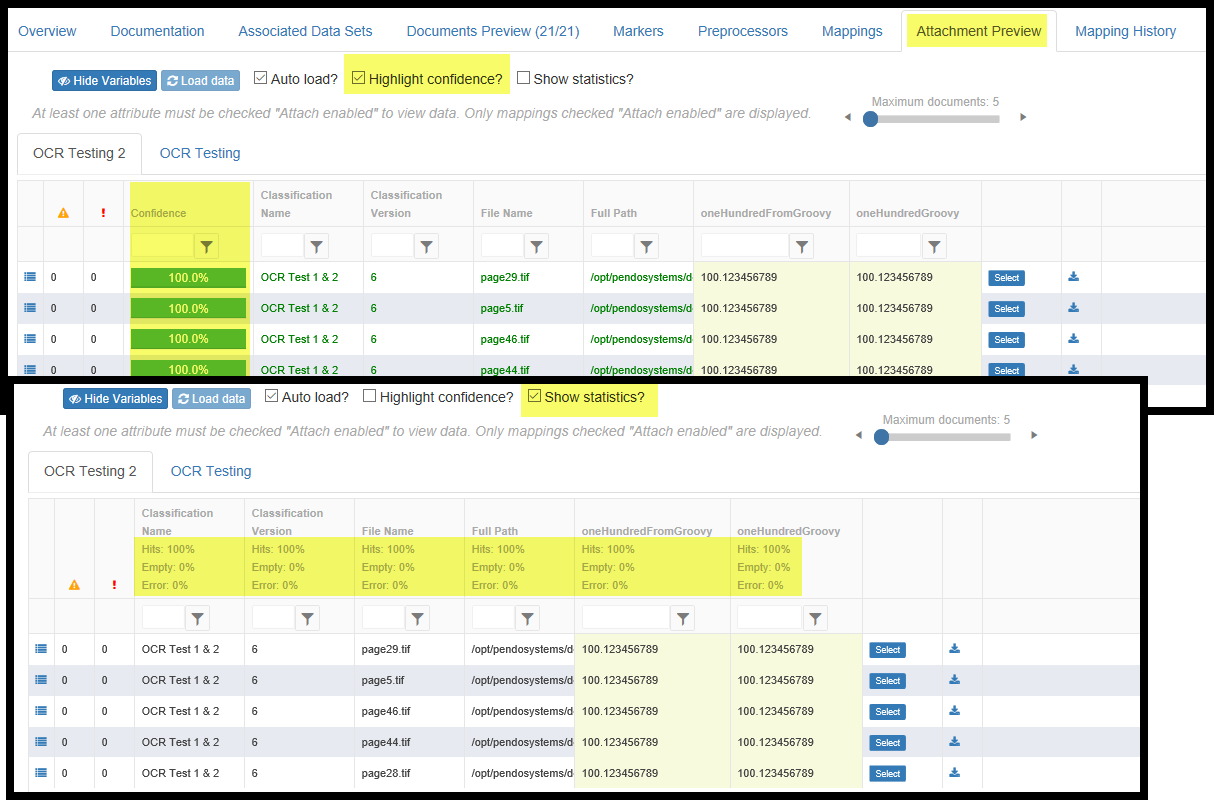 Overview Documentation Associated Data Sets Documents Preview (21/21) Markers Preprocessors Mappings Attachment Preview Mapping History
Hide Variables Load data Auto load? Highlight confidence? Show statistics?
Maximum documents: 5
At least one attribute must be checked "Attach enabled" to view data. Only mappings checked "Attach enabled" are displayed.
OCR Testing 2 OCR Testing
Classification Classification
Confidence Name Version File Name Full Path oneHundredFromGroovy oneHundredGroovy
0 0 100.0% OCR Test 1 & 2 6 page29.tif /opt/pendosystems/d 100.123456789 100.123456789 Select
0 0 100.0% OCR Test 1 & 2 6 page5.tif /opt/pendosystems/d 100.123456789 100.123456789 Select
0 0 100.0% OCR Test 1 & 2 6 page46.tif /opt/pendosystems/d 100.123456789 100.123456789 Select
0 0 100.0% OCR Test 1 & 2 6 page44.tif /opt/pendosystems/d 100.123456789 100.123456789 Select
Hide Variables Load data Auto load? Highlight confidence? Show statistics?
Maximum documents: 5
At least one attribute must be checked "Attach enabled" to view data. Only mappings checked "Attach enabled" are displayed.
OCR Testing 2 OCR Testing
Classification Classification
Name Version File Name Full Path oneHundredFromGroovy oneHundredGroovy
Hits: 100% Hits: 100% Hits: 100% Hits: 100% Hits: 100% Hits: 100%
Empty: 0% Empty: 0% Empty: 0% Empty: 0% Empty: 0% Empty: 0%
Error: 0% Error: 0% Error: 0% Error: 0% Error: 0% Error: 0%
0 0 OCR Test 1 & 2 6 page29.tif /opt/pendosystems/d 100.123456789 100.123456789 Select
0 0 OCR Test 1 & 2 6 page5.tif /opt/pendosystems/d 100.123456789 100.123456789 Select
0 0 OCR Test 1 & 2 6 page46.tif /opt/pendosystems/d 100.123456789 100.123456789 Select
0 0 OCR Test 1 & 2 6 page44.tif /opt/pendosystems/d 100.123456789 100.123456789 Select
0 0 OCR Test 1 & 2 6 page28.tif /opt/pendosystems/d 100.123456789 100.123456789 Select